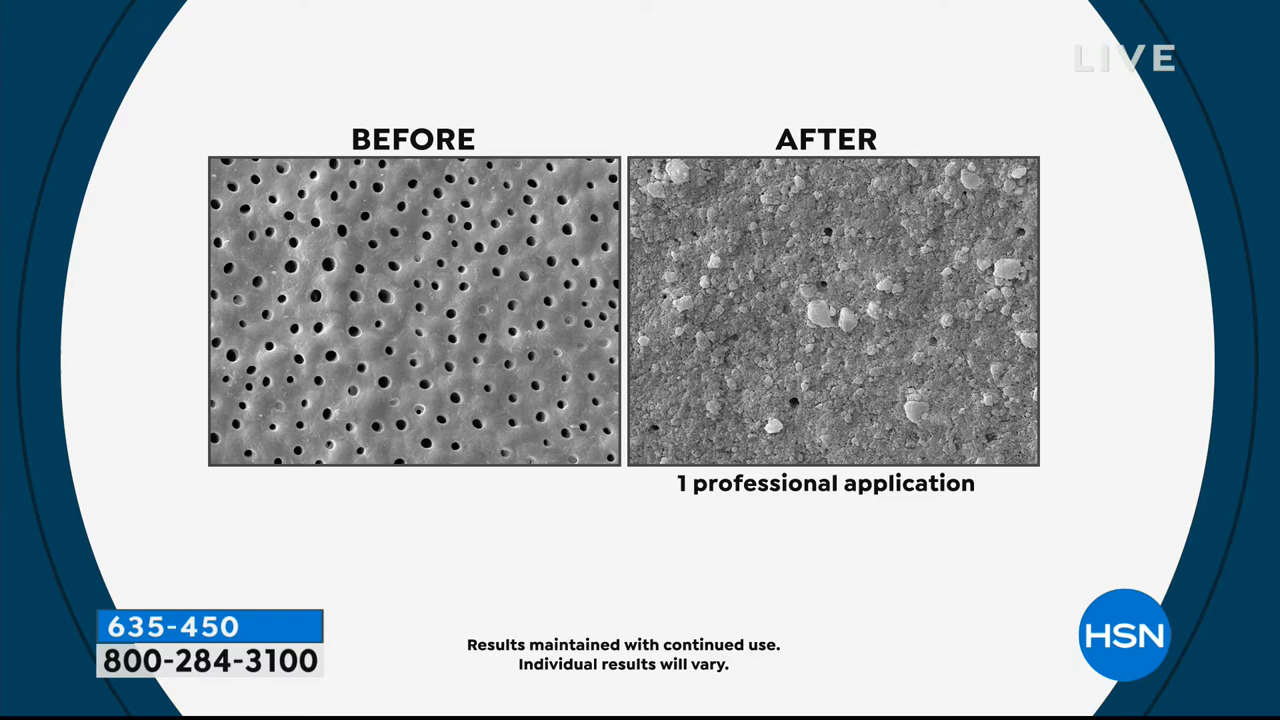 LIVE
BEFORE
AFTER
1 professional application
635-450
800-284-3100
Results maintained with continued use.
Individual results will vary.
HSN